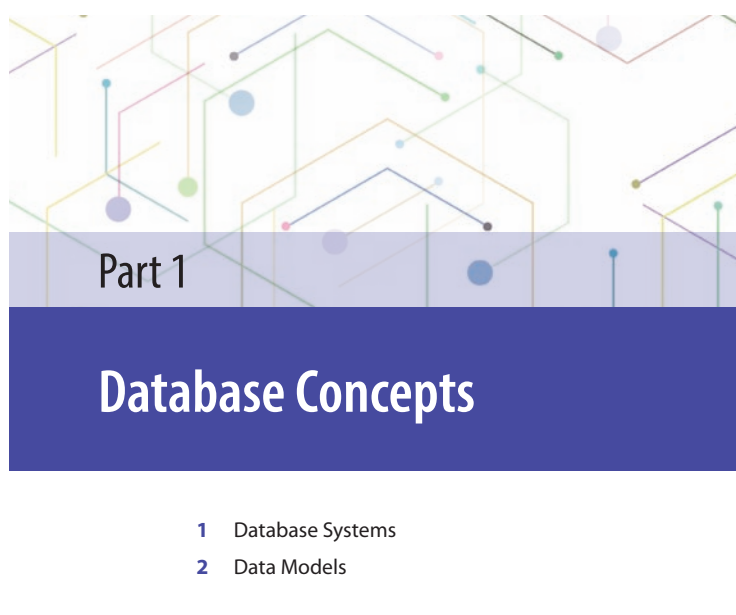 Part 1
Database Concepts
1 Database Systems
2 Data Models